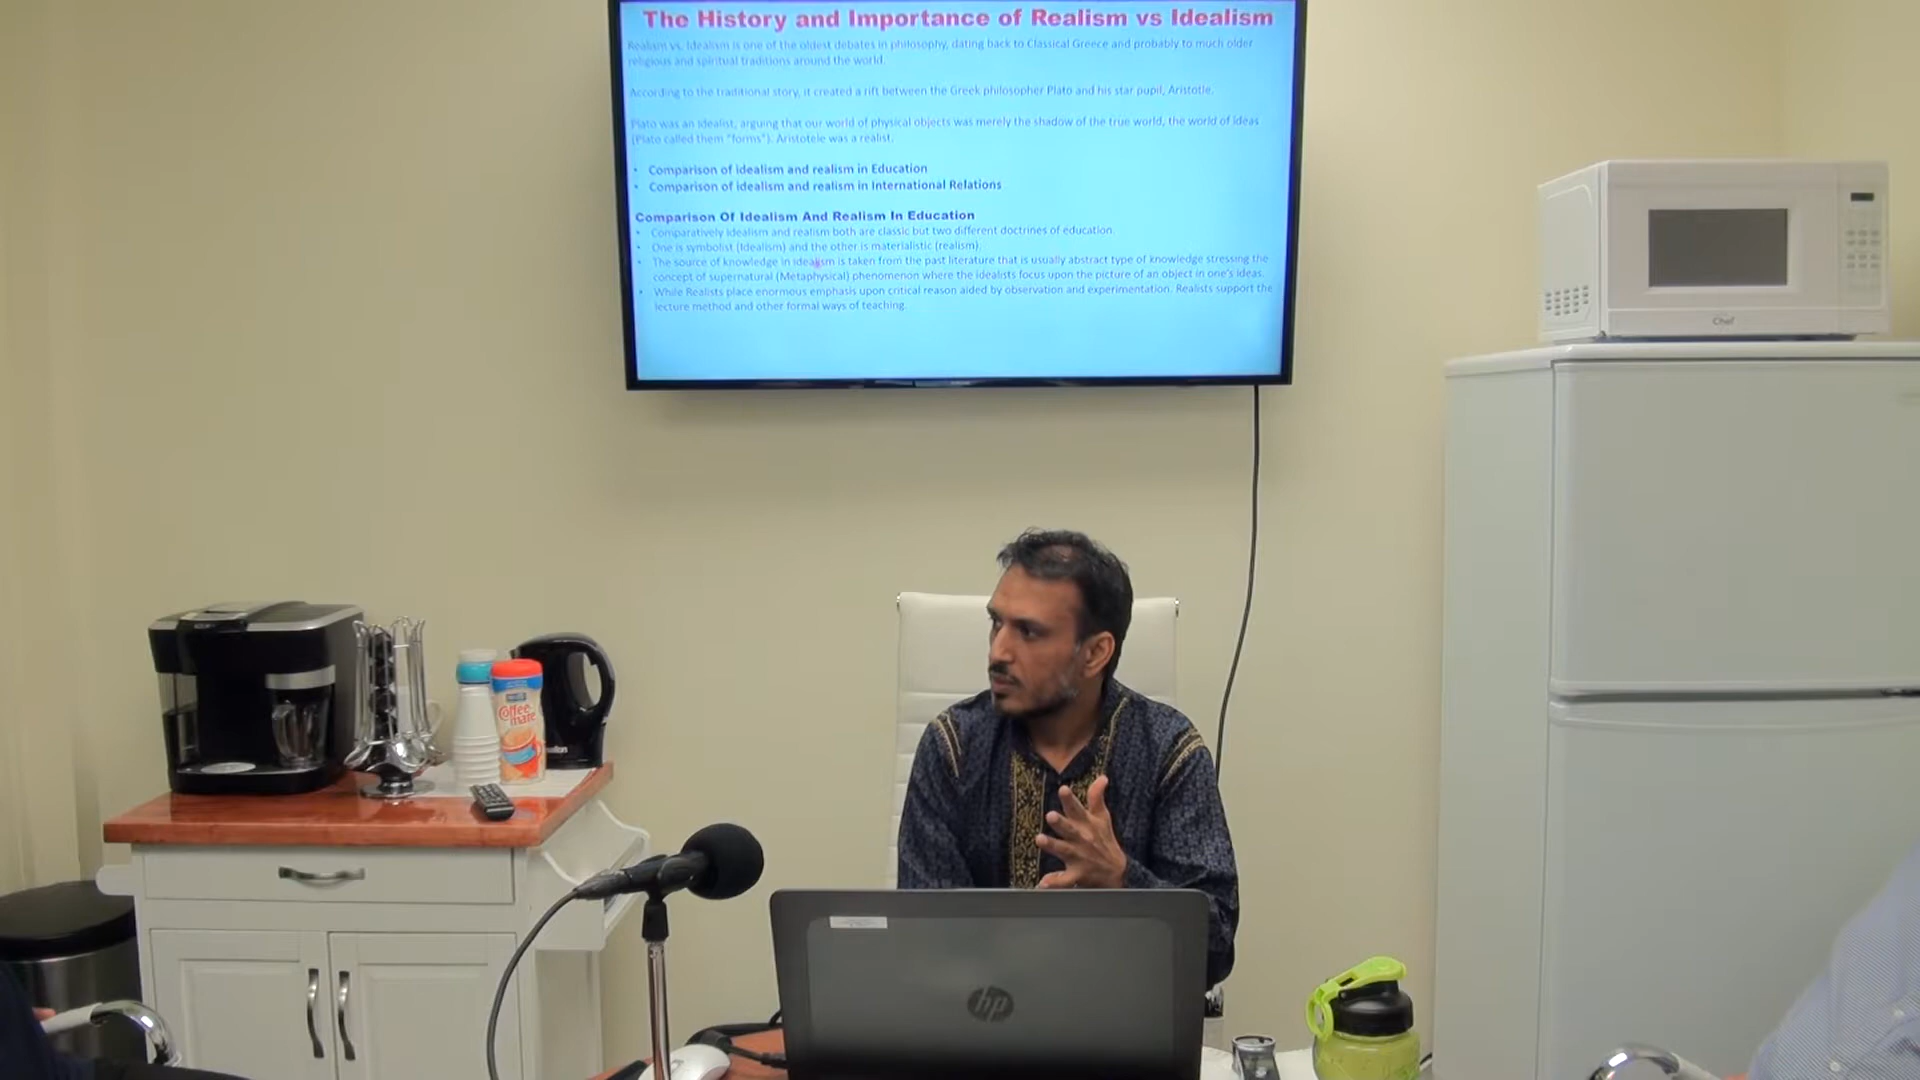 The History and Importance of Realism vs Idealism
Realism vs. Idealism is one of the oldest debates in philosophy, dating back to Classical Greece and probably to much older
religious and spiritual traditions around the world.
According to the traditional story, it created a rift between the Greek philosopher Plato and his star pupil, Aristotle.
Plato was an idealist, arguing that our world of physical objects was merely the shadow of the true world, the world of ideas
(Plato called them "forms"). Aristotele was a realist.
• Comparison of idealism and realism in Education
• Comparison of idealism and realism in International Relations
Comparison Of Idealism And Realism In Education
• Comparatively idealism and realism both are classic but two different doctrines of education.
• One is symbolist (Idealism) and the other is materialistic (realism).
• The source of knowledge in idealism is taken from the past literature that is usually abstract type of knowledge stressing the
concept of supernatural (Metaphysical) phenomenon where the idealists focus upon the picture of an object in one's ideas.
• While Realists place enormous emphasis upon critical reason aided by observation and experimentation. Realists support the
lecture method and other formal ways of teaching.
Chef
Coffee
mate
hp